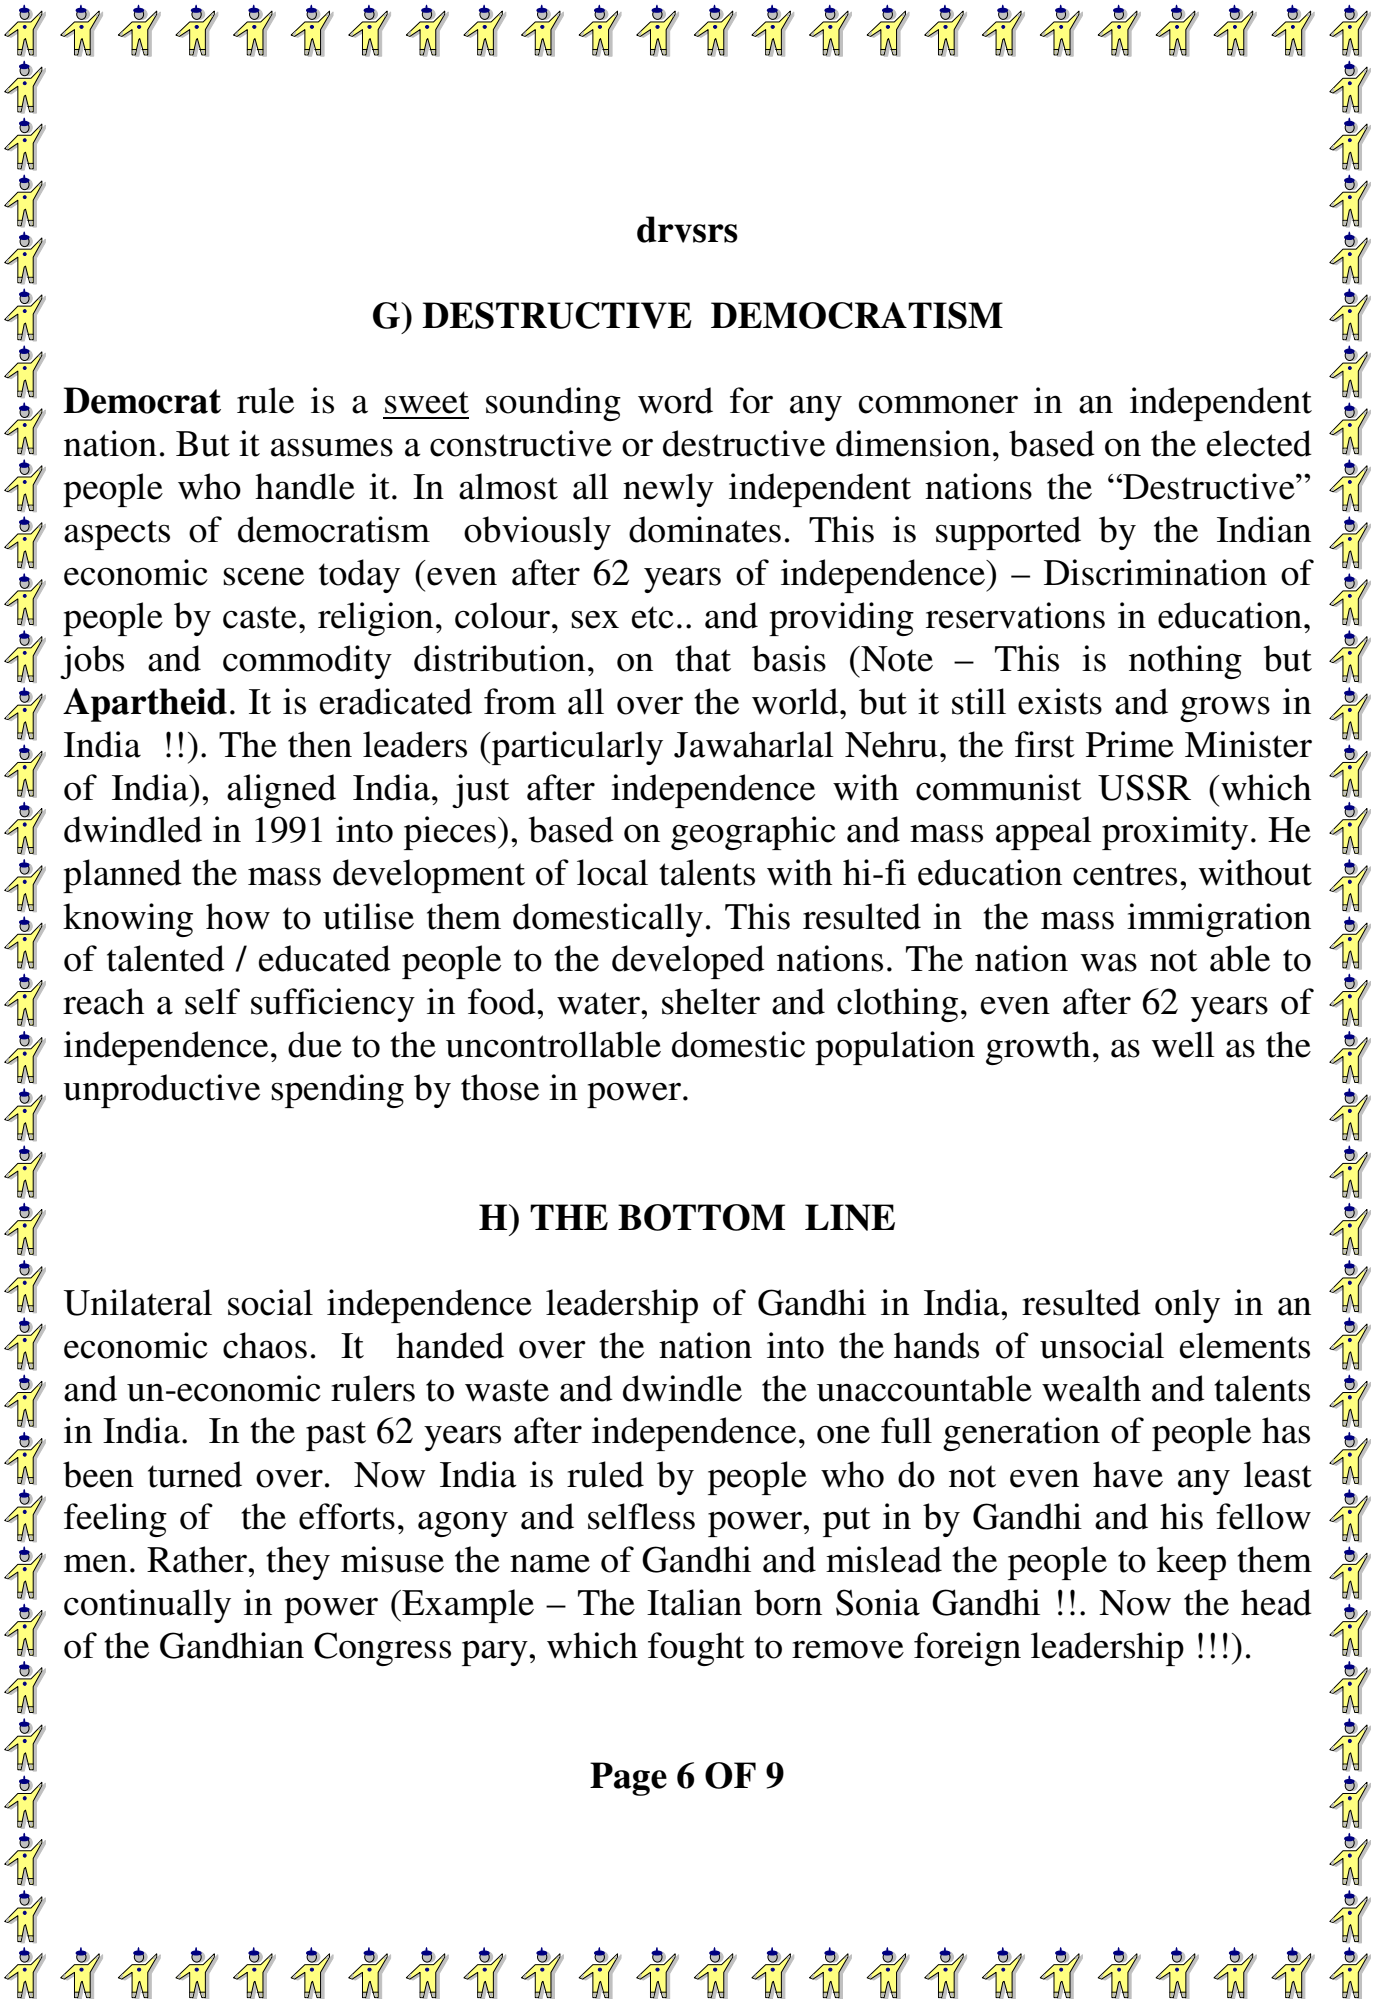 drvsrs
G) DESTRUCTIVE DEMOCRATISM
Democrat rule is a sweet sounding word for any commoner in an independent
nation. But it assumes a constructive or destructive dimension, based on the elected
people who handle it. In almost all newly independent nations the “Destructive”
aspects of democratism obviously dominates. This is supported by the Indian
economic scene today (even after 62 years of independence) – Discrimination of
people by caste, religion, colour, sex etc.. and providing reservations in education,
jobs and commodity distribution, on that basis (Note – This is nothing but
Apartheid. It is eradicated from all over the world, but it still exists and grows in
India !!). The then leaders (particularly Jawaharlal Nehru, the first Prime Minister
of India), aligned India, just after independence with communist USSR (which
dwindled in 1991 into pieces), based on geographic and mass appeal proximity. He
planned the mass development of local talents with hi-fi education centres, without
knowing how to utilise them domestically. This resulted in the mass immigration
of talented / educated people to the developed nations. The nation was not able to
reach a self sufficiency in food, water, shelter and clothing, even after 62 years of
independence, due to the uncontrollable domestic population growth, as well as the
unproductive spending by those in power.
H) THE BOTTOM LINE
Unilateral social independence leadership of Gandhi in India, resulted only in an
economic chaos. It handed over the nation into the hands of unsocial elements
and un-economic rulers to waste and dwindle the unaccountable wealth and talents
in India. In the past 62 years after independence, one full generation of people has
been turned over. Now India is ruled by people who do not even have any least
feeling of the efforts, agony and selfless power, put in by Gandhi and his fellow
men. Rather, they misuse the name of Gandhi and mislead the people to keep them
continually in power (Example – The Italian born Sonia Gandhi !!. Now the head
of the Gandhian Congress pary, which fought to remove foreign leadership !!!).
Page 6 OF 9